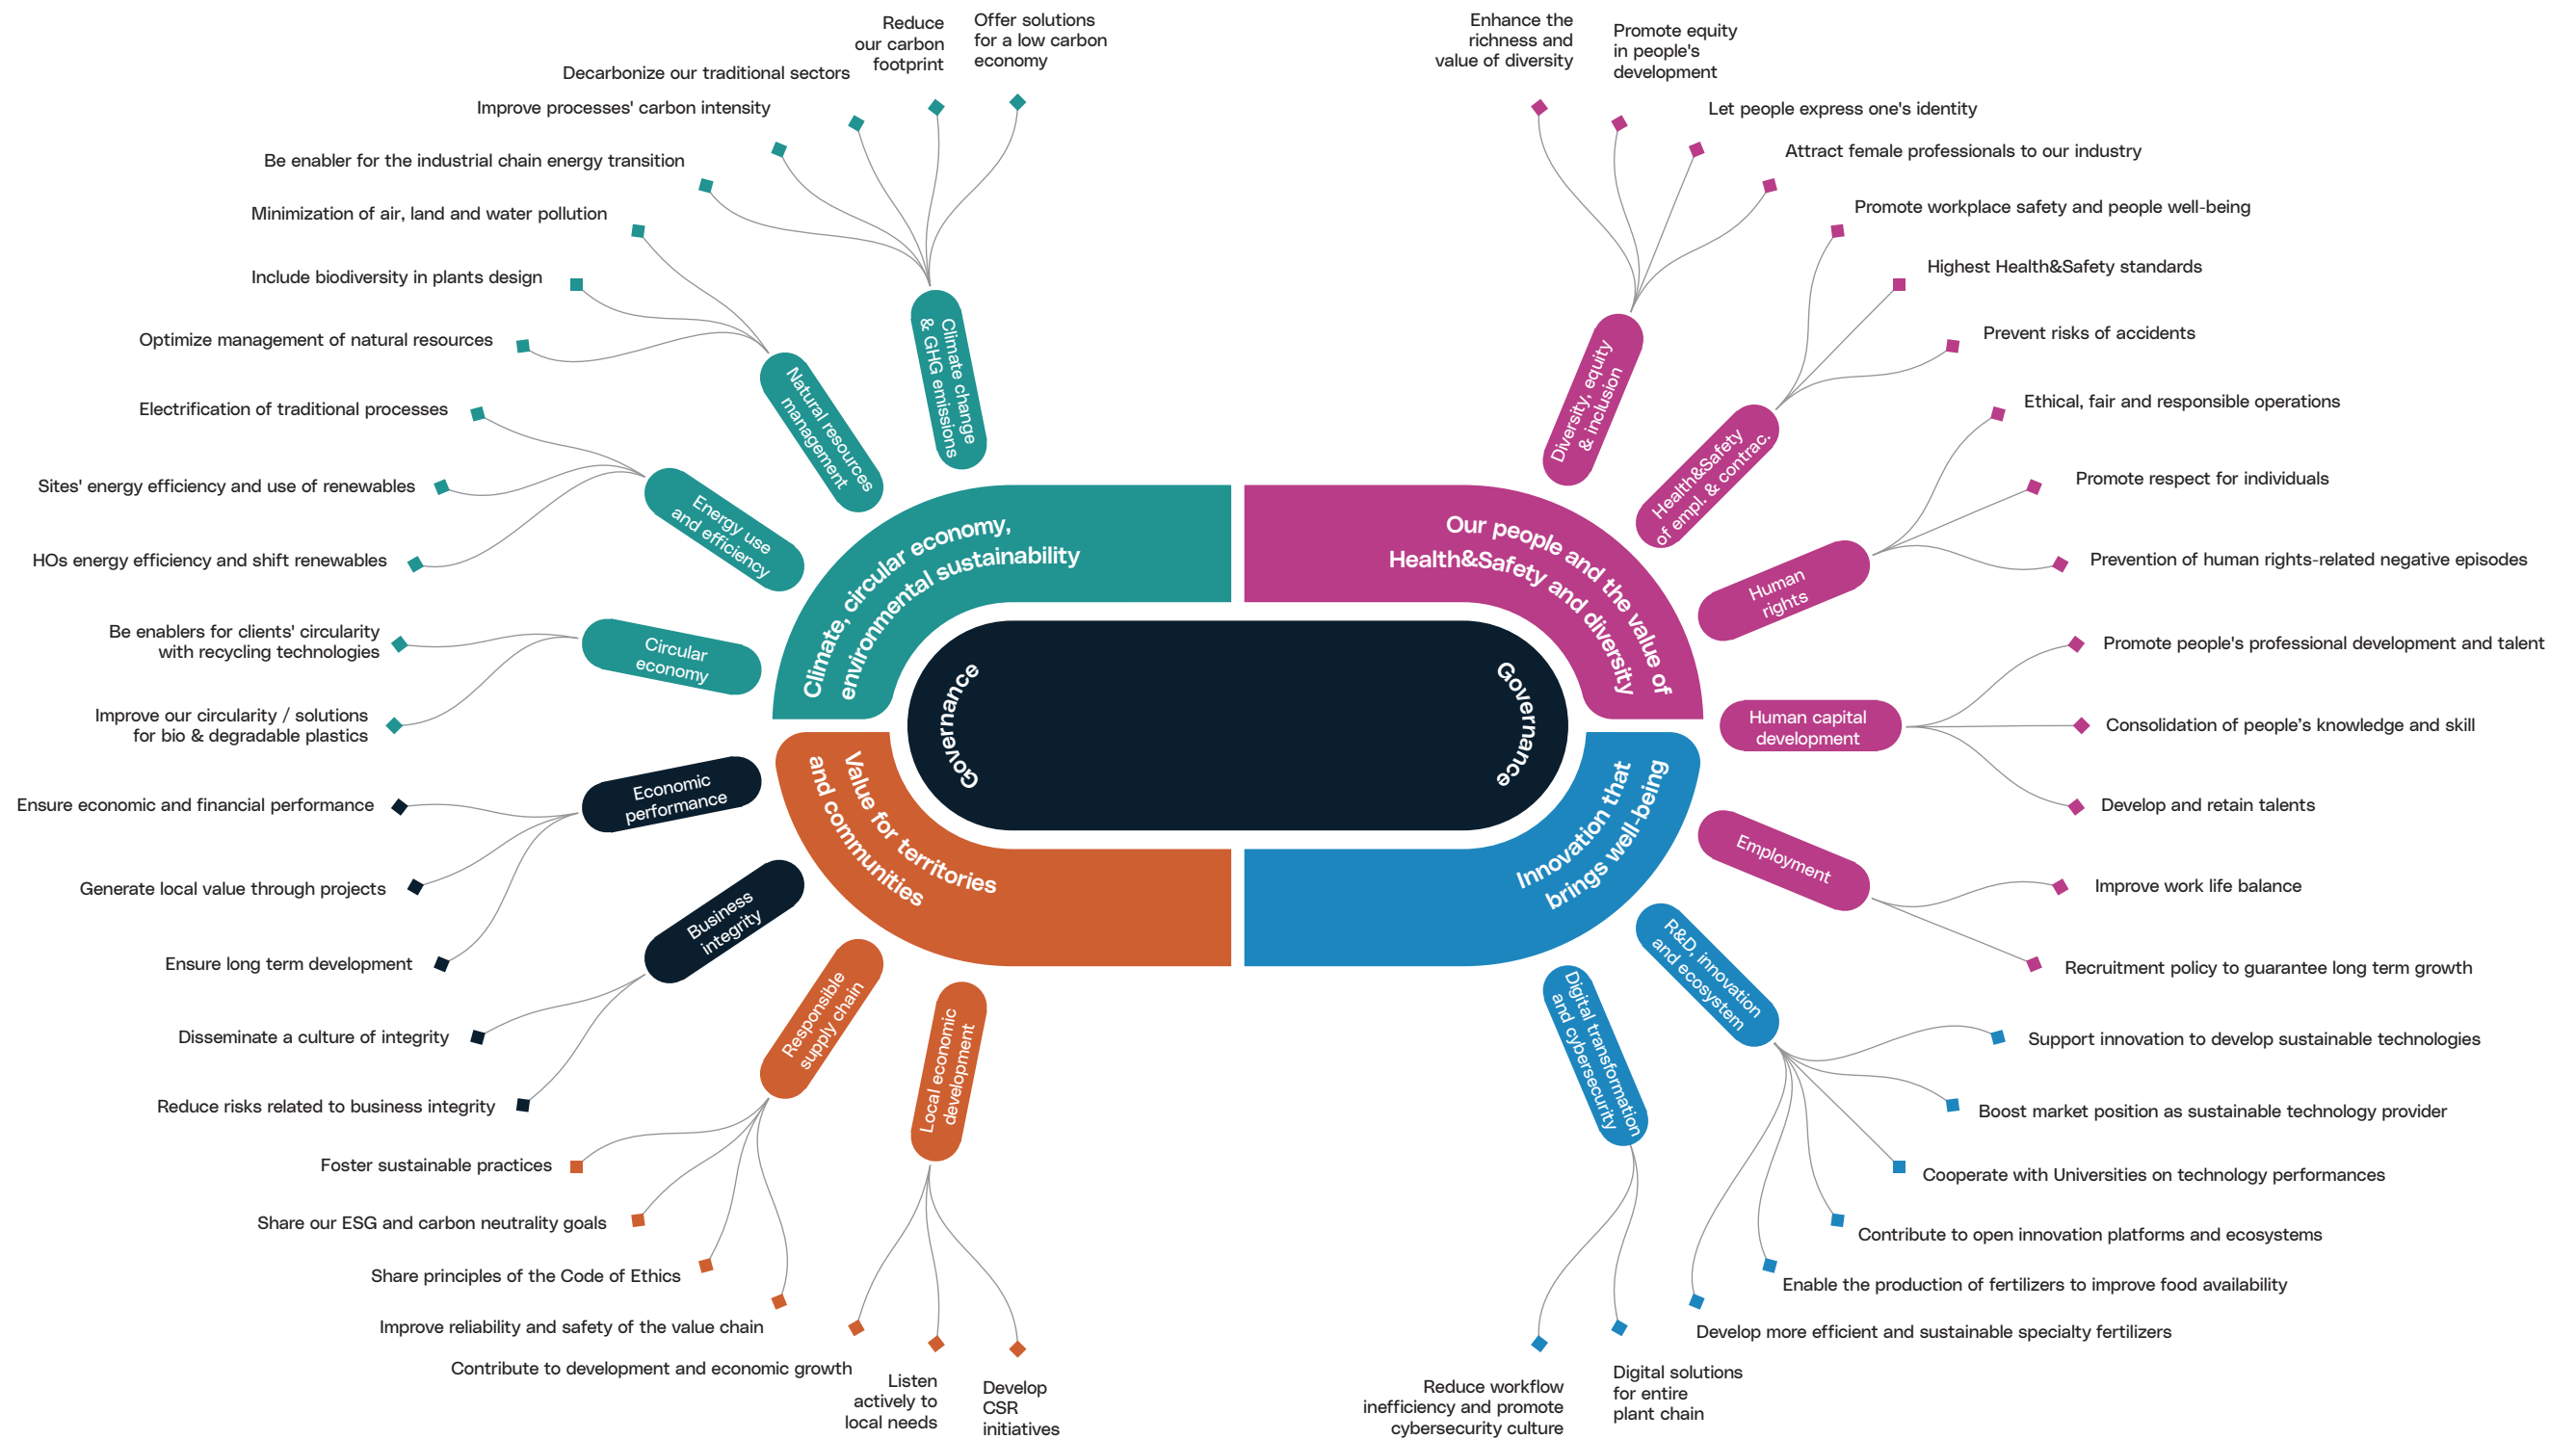 Reduce
our carbon
footprint
Offer solutions
for a low carbon
economy
Decarbonize our traditional sectors
Improve processes' carbon intensity
Be enabler for the industrial chain energy transition
Minimization of air, land and water pollution
Include biodiversity in plants design
Optimize management of natural resources
Electrification of traditional processes
Sites' energy efficiency and use of renewables
HOs energy efficiency and shift renewables
Be enablers for clients' circularity
with recycling technologies
Improve our circularity / solutions
for bio & degradable plastics
Ensure economic and financial performance
Generate local value through projects
Ensure long term development
Disseminate a culture of integrity
Reduce risks related to business integrity
Foster sustainable practices
Share our ESG and carbon neutrality goals
Share principles of the Code of Ethics
Improve reliability and safety of the value chain
Contribute to development and economic growth
Listen
actively to
local needs
Develop
CSR
initiatives
Climate change
& GHG emissions
Natural resources
management
Energy use
and efficiency
Circular
economy
Economic
performance
Business
integrity
Responsible
supply chain
Local economic
development
Climate, circular economy,
environmental sustainability
Governance
Value for territories
and communities
Our people and the value of
Health&Safety and diversity
Governance
Innovation that
brings well-being
Diversity, equity
& inclusion
Health&Safety
of empl. & contrac.
Human
rights
Human capital
development
Employment
R&D, innovation
and ecosystem
Digital transformation
and cybersecurity
Enhance the
richness and
value of diversity
Promote equity
in people's
development
Let people express one's identity
Attract female professionals to our industry
Promote workplace safety and people well-being
Highest Health&Safety standards
Prevent risks of accidents
Ethical, fair and responsible operations
Promote respect for individuals
Prevention of human rights-related negative episodes
Promote people's professional development and talent
Consolidation of people’s knowledge and skill
Develop and retain talents
Improve work life balance
Recruitment policy to guarantee long term growth
Support innovation to develop sustainable technologies
Boost market position as sustainable technology provider
Cooperate with Universities on technology performances
Contribute to open innovation platforms and ecosystems
Enable the production of fertilizers to improve food availability
Develop more efficient and sustainable specialty fertilizers
Digital solutions
for entire
plant chain
Reduce workflow
inefficiency and promote
cybersecurity culture